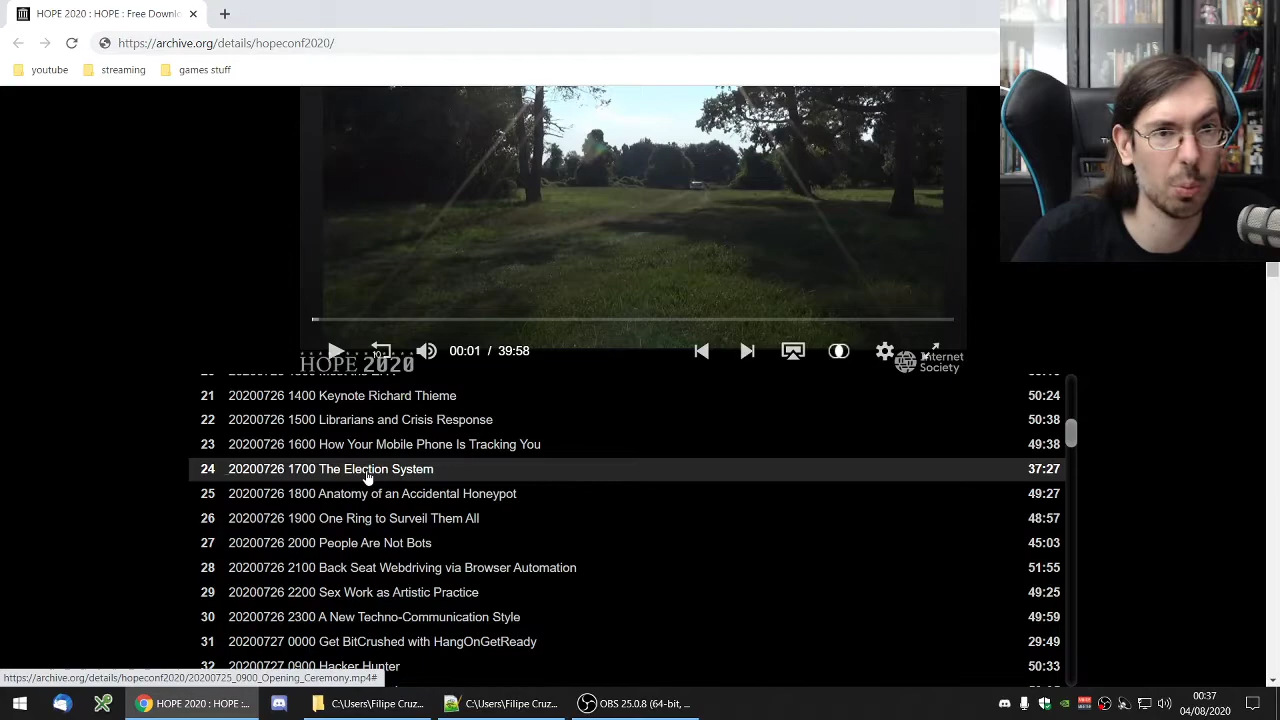 HOPE 2020 : HOPE : Free Downl
https://archive.org/details/hopeconf2020/
youtube streaming games stuff
00:01 / 39:58
HOPE 2020
Internet Society
21 20200726 1400 Keynote Richard Thieme 50:24
22 20200726 1500 Librarians and Crisis Response 50:38
23 20200726 1600 How Your Mobile Phone Is Tracking You 49:38
24 20200726 1700 The Election System 37:27
25 20200726 1800 Anatomy of an Accidental Honeypot 49:27
26 20200726 1900 One Ring to Surveil Them All 48:57
27 20200726 2000 People Are Not Bots 45:03
28 20200726 2100 Back Seat Webdriving via Browser Automation 51:55
29 20200726 2200 Sex Work as Artistic Practice 49:25
30 20200726 2300 A New Techno-Communication Style 49:59
31 20200727 0000 Get BitCrushed with HangOnGetReady 29:49
32 20200727 0900 Hacker Hunter 50:33
https://archive.org/details/hopeconf2020/20200725_0900_Opening_Ceremony.mp4#
HOPE 2020 : HOPE :... C:\Users\Filipe Cruz... C:\Users\Filipe Cruz... OBS 25.0.8 (64-bit, ...
00:37
04/08/2020